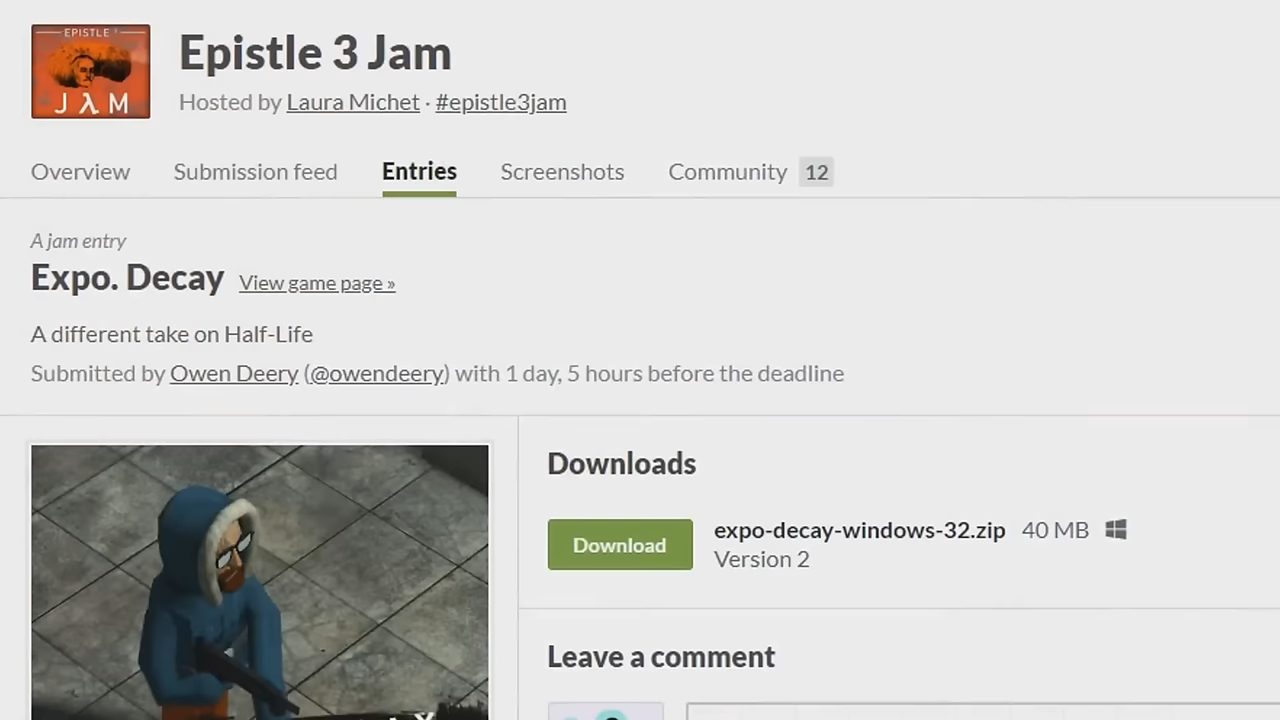 EPISTLE 3
JλM
Epistle 3 Jam
Hosted by Laura Michet · #epistle3jam
Overview Submission feed Entries Screenshots Community 12
A jam entry
Expo. Decay View game page »
A different take on Half-Life
Submitted by Owen Deery (@owendeery) with 1 day, 5 hours before the deadline
Downloads
Download expo-decay-windows-32.zip 40 MB
Version 2
Leave a comment